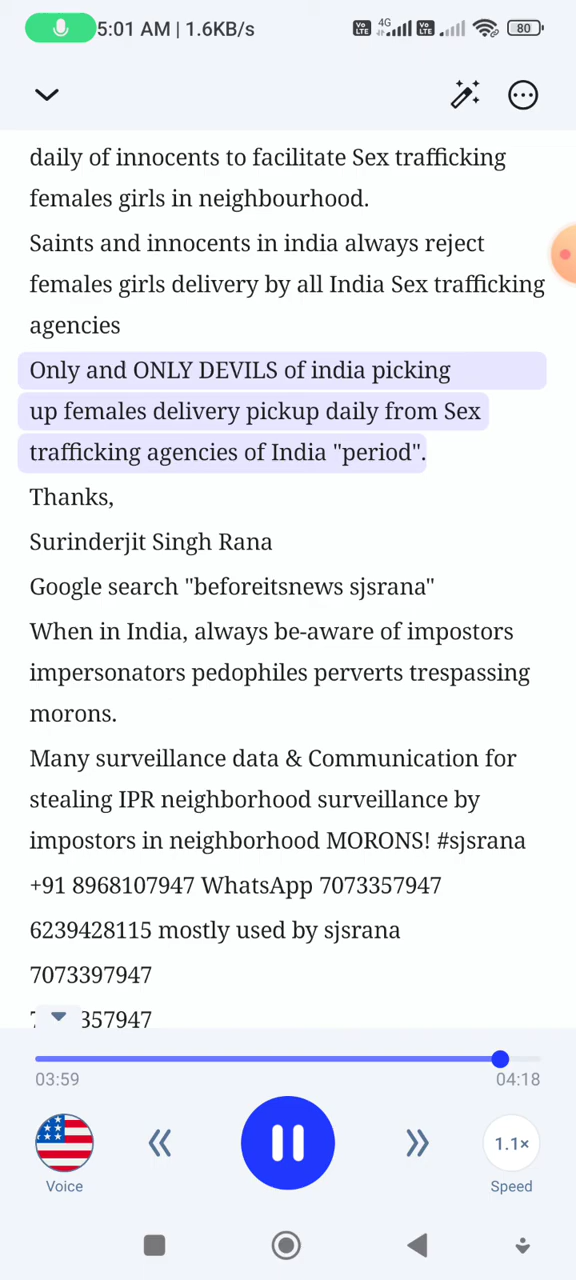 5:01 AM | 1.6KB/s
Vo LTE
4G
Vo LTE
80
daily of innocents to facilitate Sex trafficking
females girls in neighbourhood.
Saints and innocents in india always reject
females girls delivery by all India Sex trafficking
agencies
Only and ONLY DEVILS of india picking
up females delivery pickup daily from Sex
trafficking agencies of India "period".
Thanks,
Surinderjit Singh Rana
Google search "beforeitsnews sjsrana"
When in India, always be-aware of impostors
impersonators pedophiles perverts trespassing
morons.
Many surveillance data & Communication for
stealing IPR neighborhood surveillance by
impostors in neighborhood MORONS! #sjsrana
+91 8968107947 WhatsApp 7073357947
6239428115 mostly used by sjsrana
7073397947
357947
03:59
04:18
1.1×
Voice
Speed